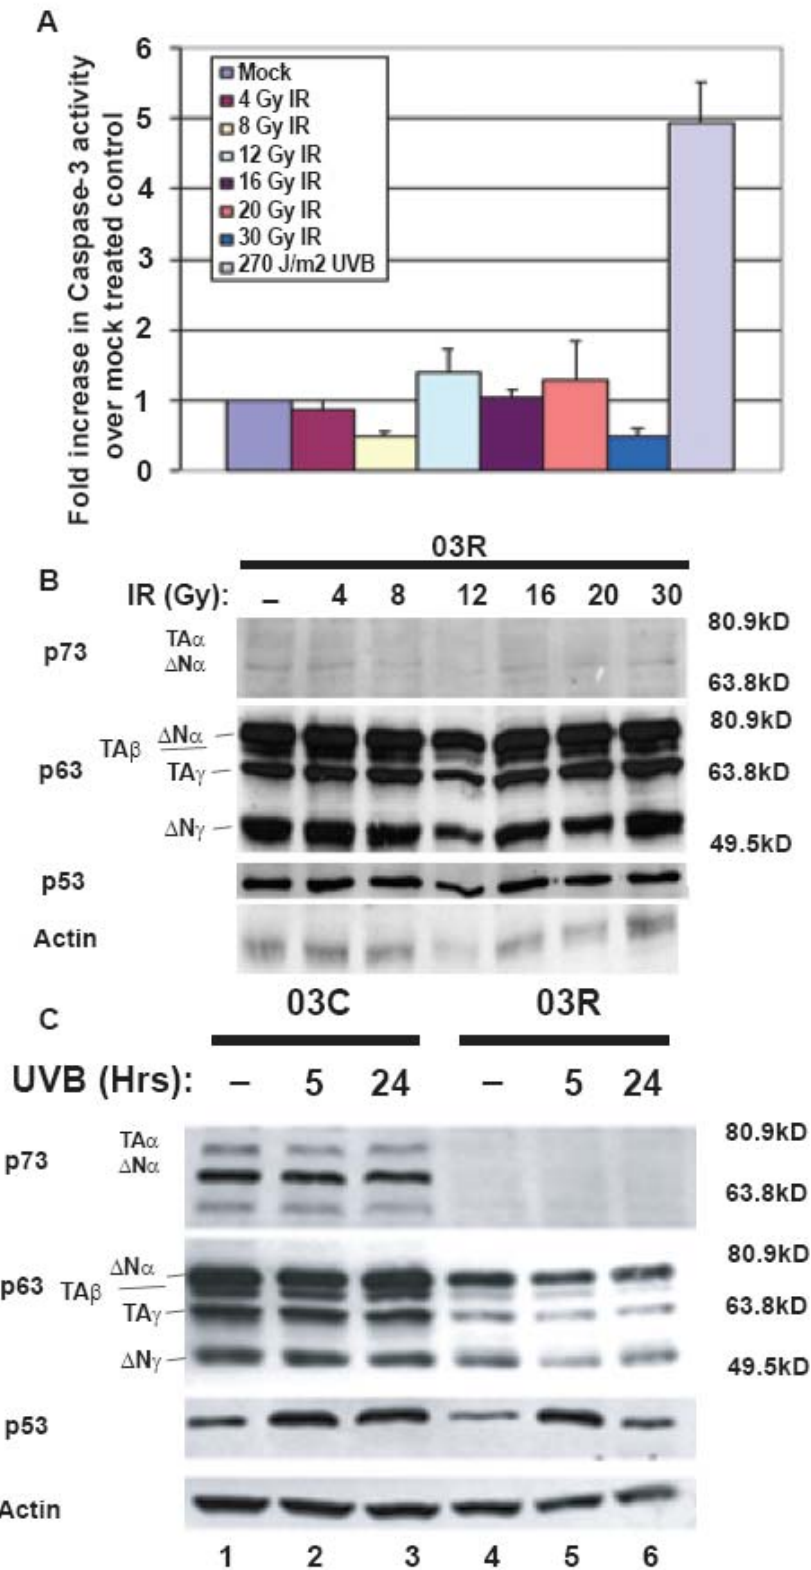 A
Fold increase in Caspase-3 activity
over mock treated control
6
5
4
3
2
1
0
Mock
4 Gy IR
8 Gy IR
12 Gy IR
16 Gy IR
20 Gy IR
30 Gy IR
270 J/m2 UVB
03R
B
IR (Gy): – 4 8 12 16 20 30
80.9kD
p73 TAα
ΔNα
63.8kD
80.9kD
ΔNα
TAβ
p63 TAγ 63.8kD
ΔNγ
49.5kD
p53
Actin
C 03C 03R
UVB (Hrs): – 5 24 – 5 24
80.9kD
p73 TAα
ΔNα
63.8kD
80.9kD
ΔNα
p63 TAβ
TAγ 63.8kD
ΔNγ 49.5kD
p53
Actin
1 2 3 4 5 6